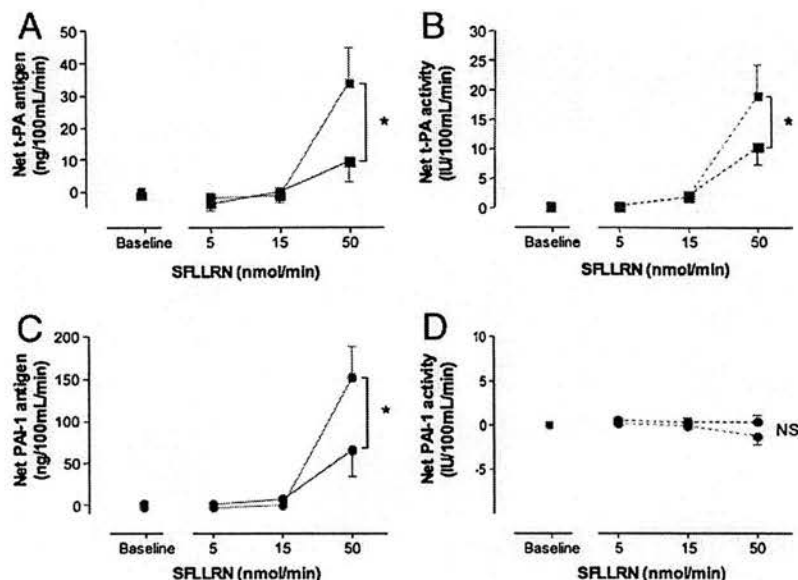 A
Net t-PA antigen
(ng/100mL/min)
50
40
30
20
10
0
Baseline
5
15
50
*
SFLLRN (nmol/min)
B
Net t-PA activity
(IU/100mL/min)
30
25
20
15
10
5
0
Baseline
5
15
50
*
SFLLRN (nmol/min)
C
Net PAI-1 antigen
(ng/100mL/min)
200
150
100
50
0
Baseline
5
15
50
*
SFLLRN (nmol/min)
D
Net PAI-1 activity
(IU/100mL/min)
10
5
0
-5
Baseline
5
15
50
NS
SFLLRN (nmol/min)